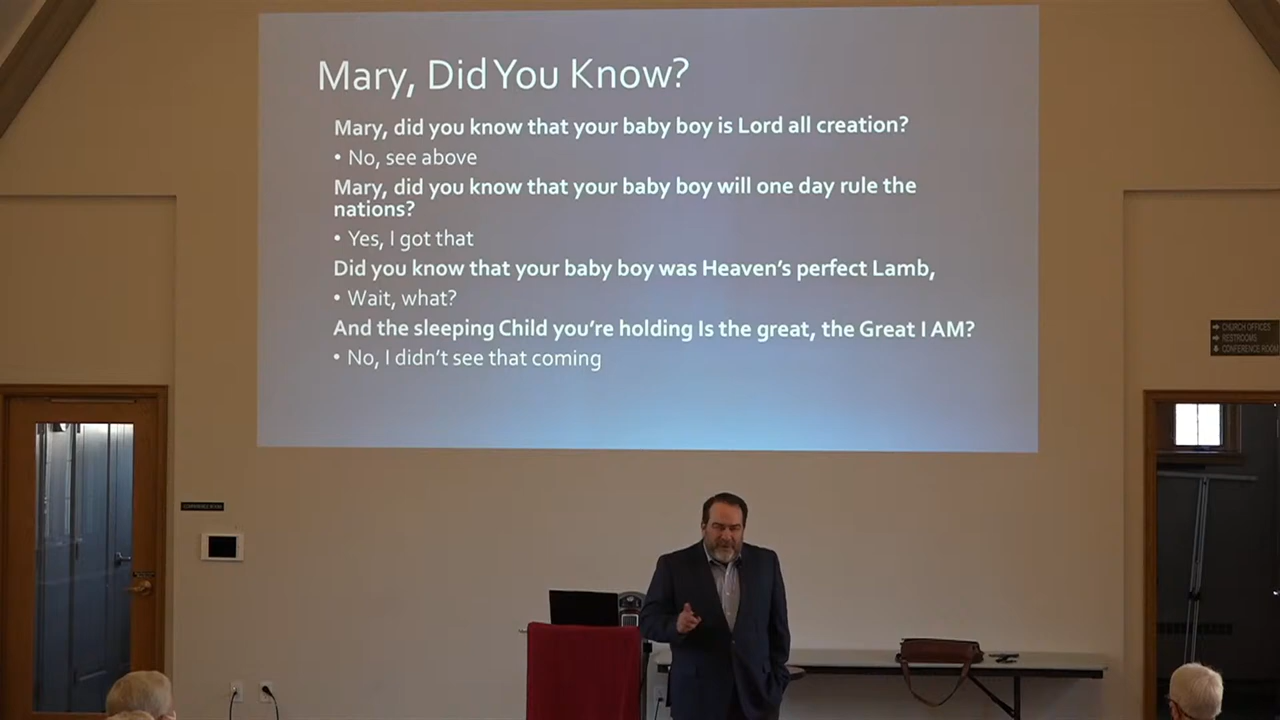 Mary, Did You Know?
Mary, did you know that your baby boy is Lord all creation?
• No, see above
Mary, did you know that your baby boy will one day rule the
nations?
• Yes, I got that
Did you know that your baby boy was Heaven's perfect Lamb,
• Wait, what?
And the sleeping Child you're holding Is the great, the Great I AM?
• No, I didn't see that coming
→ CHURCH OFFICES
→ RESTROOMS
CONFERENCE ROOM
CONFERENCE ROOM